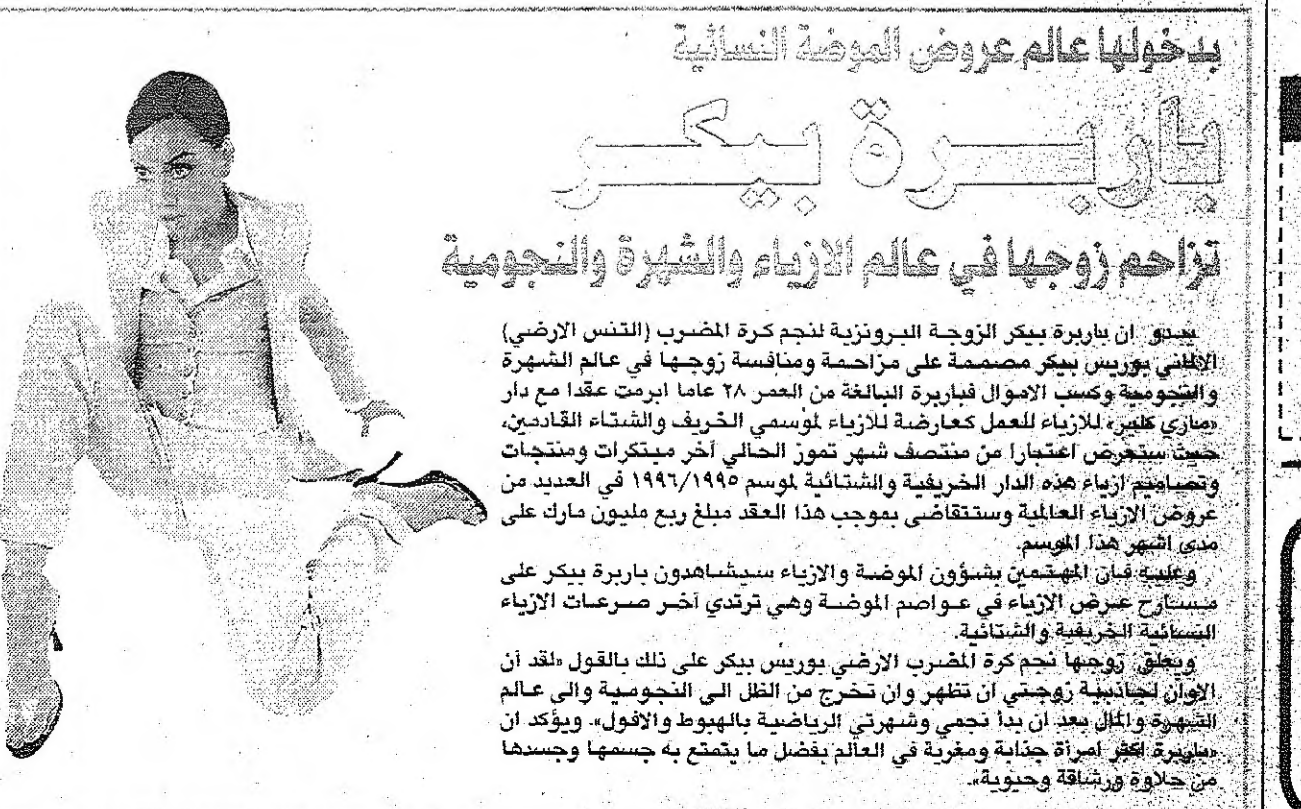 بدخولها عالم عروض الموضة النسائية
باربرة بيكر
تزاحم زوجها في عالم الازياء والشهرة والنجومية
يبدو ان باربرة بيكر الزوجة البرونزية لنجم كرة المضرب (التنس الارضي)
الالماني بوريس بيكر مصممة على مزاحمة ومنافسة زوجها في عالم الشهرة
والنجومية وكسب الاموال فباربرة البالغة من العمر ٢٨ عاما ابرمت عقدا مع دار
«ماري كلير» للازياء للعمل كعارضة للازياء لموسمي الخريف والشتاء القادمين،
حيث ستعرض اعتبارا من منتصف شهر تموز الحالي آخر مبتكرات ومنتجات
وتصاميم ازياء هذه الدار الخريفية والشتائية لموسم ١٩٩٦/١٩٩٥ في العديد من
عروض الازياء العالمية وستتقاضى بموجب هذا العقد مبلغ ربع مليون مارك على
مدى اشهر هذا الموسم.
وعليه فان المهتمين بشؤون الموضة والازياء سيشاهدون باربرة بيكر على
مسارح عرض الازياء في عواصم الموضة وهي ترتدي آخر صرعات الازياء
النسائية الخريفية والشتائية.
ويعلق زوجها نجم كرة المضرب الارضي بوريس بيكر على ذلك بالقول «لقد آن
الاوان لجاذبية زوجتي ان تظهر وان تخرج من الظل الى النجومية والى عالم
الشهرة والمال بعد ان بدأ نجمي وشهرتي الرياضية بالهبوط والافول». ويؤكد ان
«باربرة اكثر امرأة جذابة ومغرية في العالم بفضل ما يتمتع به جسمها وجسدها
من حلاوة ورشاقة وحيوية».